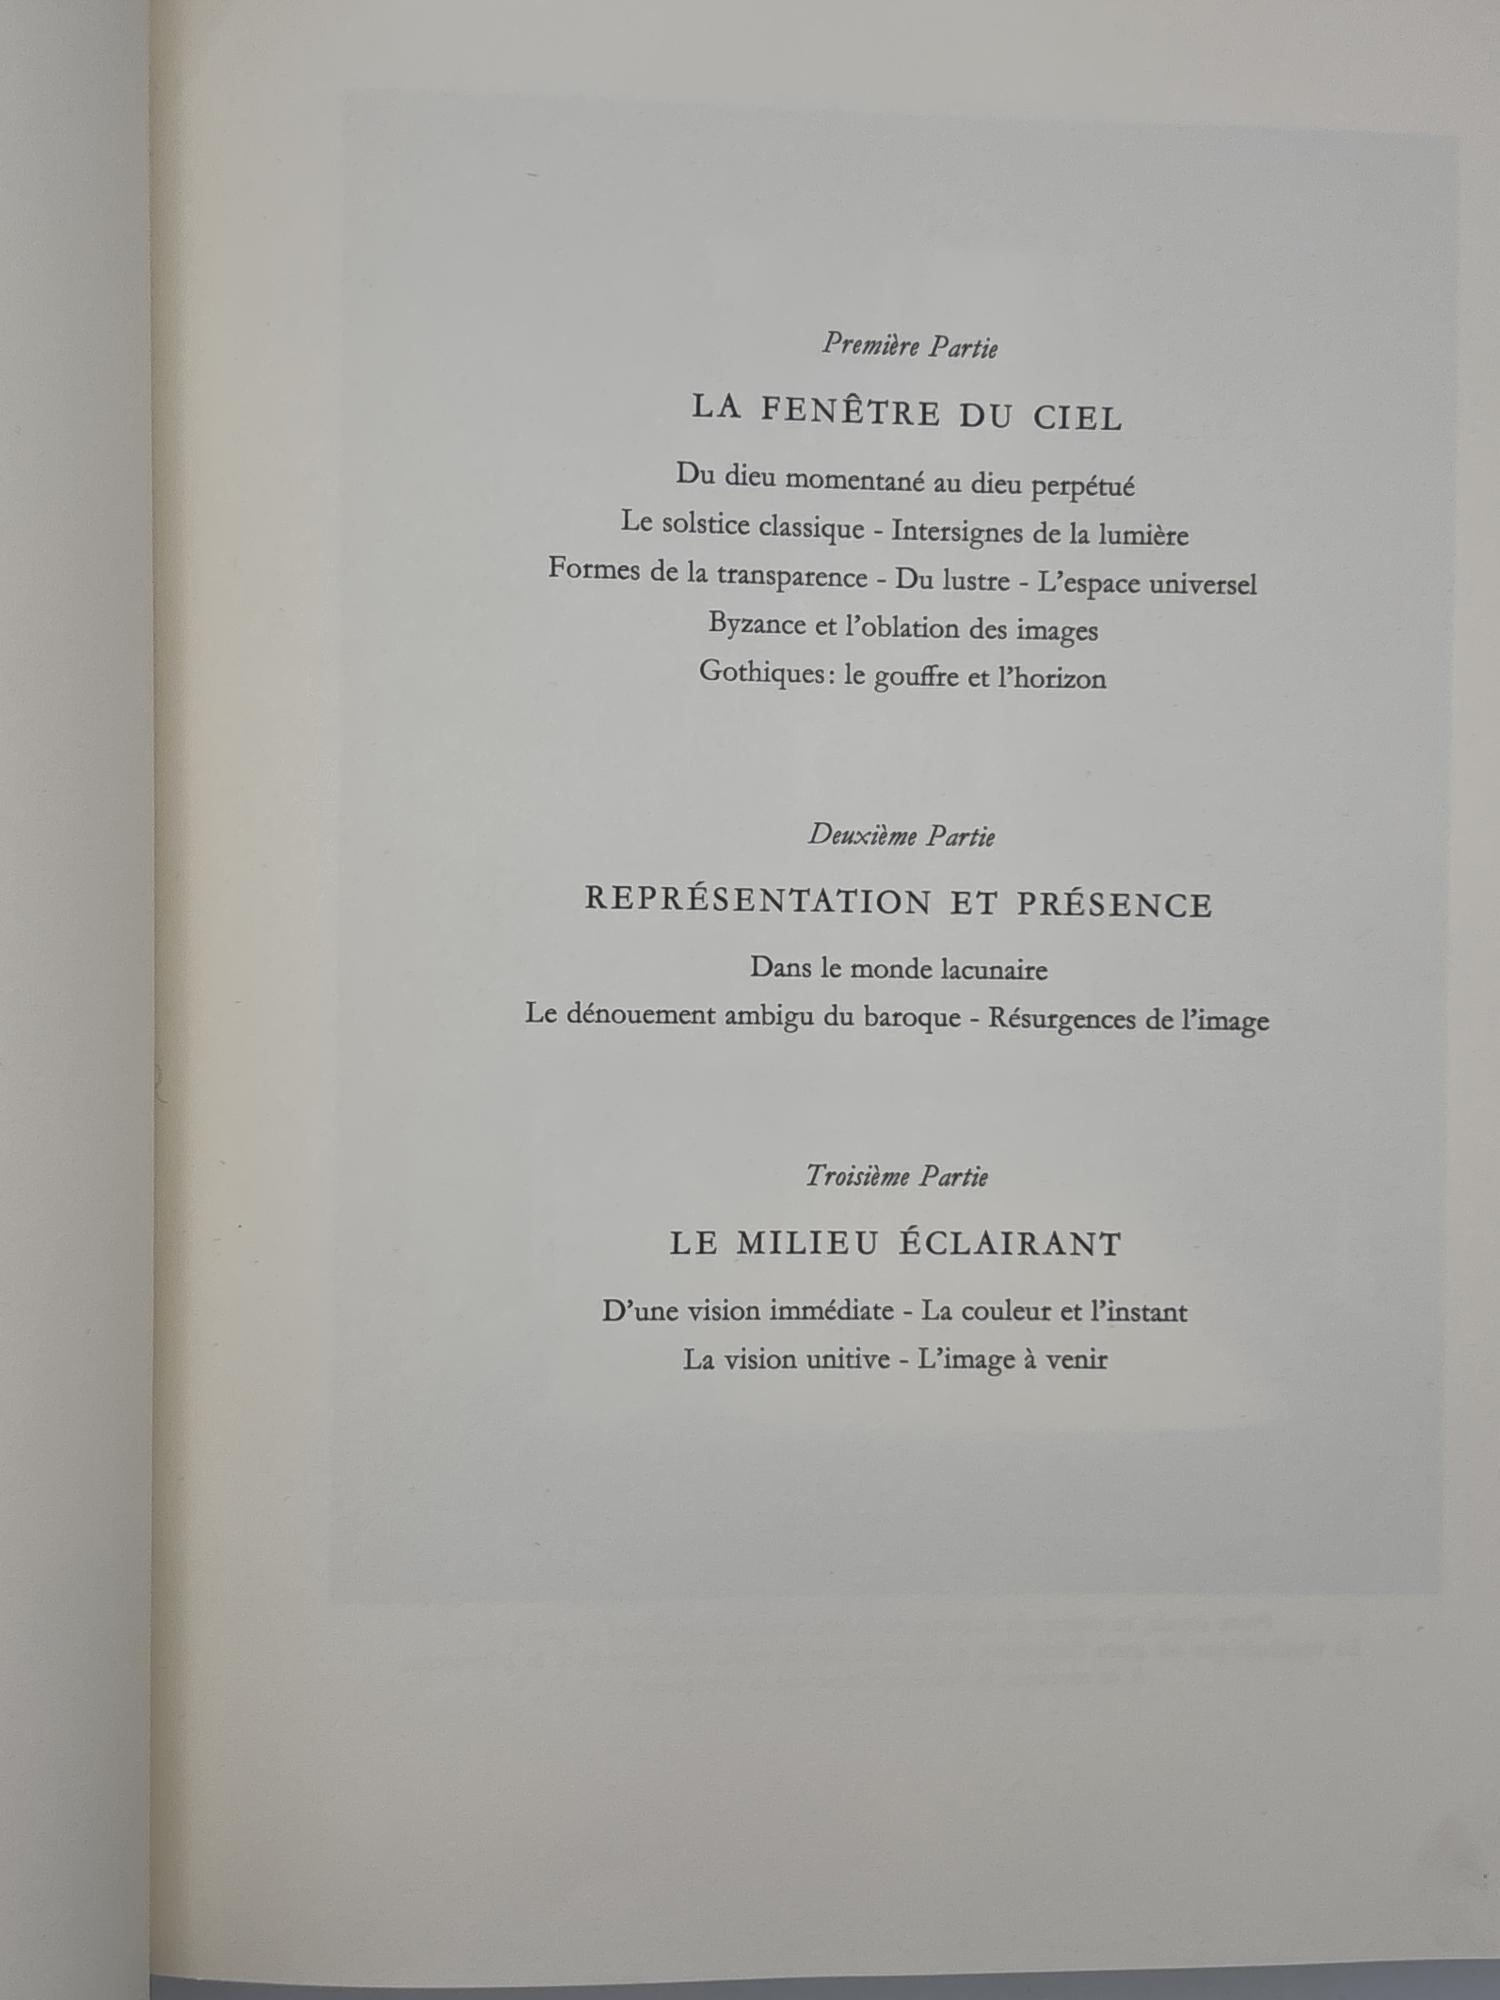 Première Partie
LA FENÊTRE DU CIEL
Du dieu momentané au dieu perpétué
Le solstice classique - Intersignes de la lumière
Formes de la transparence - Du lustre - L'espace universel
Byzance et l'oblation des images
Gothiques: le gouffre et l'horizon
Deuxième Partie
REPRÉSENTATION ET PRÉSENCE
Dans le monde lacunaire
Le dénouement ambigu du baroque - Résurgences de l'image
Troisième Partie
LE MILIEU ÉCLAIRANT
D'une vision immédiate - La couleur et l'instant
La vision unitive - L'image à venir